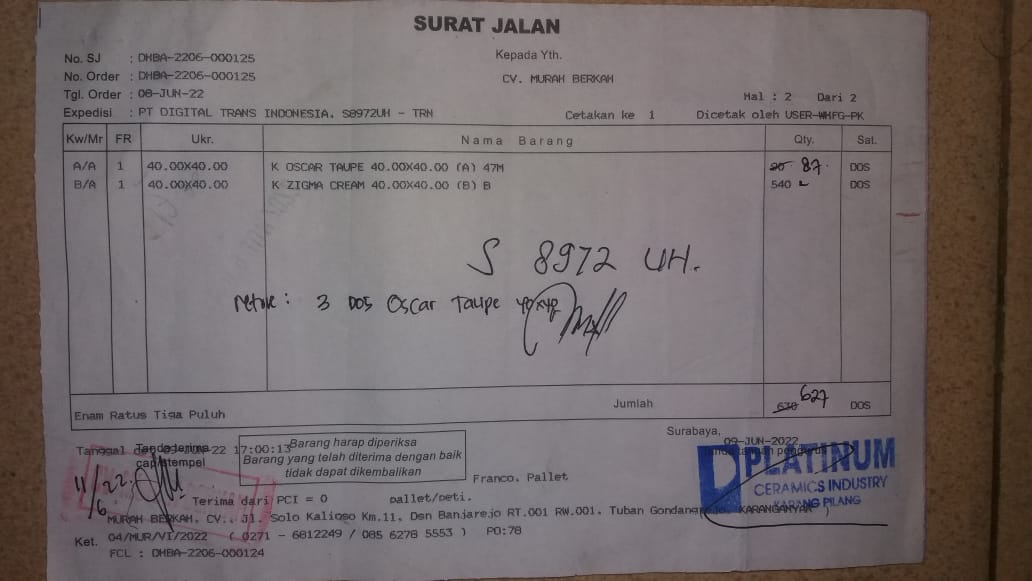 SURAT JALAN
No. SJ : DHBA-2206-000125
Kepada Yth.
No. Order : DHBA-2206-000125
CV. MURAH BERKAH
Tgl. Order : 08-JUN-22
Hal : 2 Dari 2
Expedisi : PT DIGITAL TRANS INDONESIA. S8972UH - TRN Cetakan ke 1 Dicetak oleh USER-WHFG-PK
Kw/Mr FR Ukr. Nama Barang Qty. Sat.
A/A 1 40.00X40.00 K OSCAR TAUPE 40.00X40.00 (A) 47M 90 87 DOS
B/A 1 40.00X40.00 K ZIGMA CREAM 40.00X40.00 (B) B 540 DOS
S 8972 UH.
3 DOS Oscar Taupe
627
Enam Ratus Tiga Puluh Jumlah 630 DOS
Surabaya,
09-JUN-2022
Tanda terima
cap/stempel
22 17:00:13
Barang harap diperiksa
Barang yang telah diterima dengan baik
tidak dapat dikembalikan
PLATINUM
CERAMICS INDUSTRY
KARANG PILANG
Franco. Pallet
11/6 22
Terima dari PCI = 0 pallet/peti.
MURAH BERKAH, CV.. Jl. Solo Kalioso Km.11, Dsn Banjarejo RT.001 RW.001, Tuban Gondangrejo, KARANGANYAR
Ket. 04/MUR/VI/2022 ( 0271 - 6812249 / 085 6278 5553 ) PO:78
FCL : DHBA-2206-000124